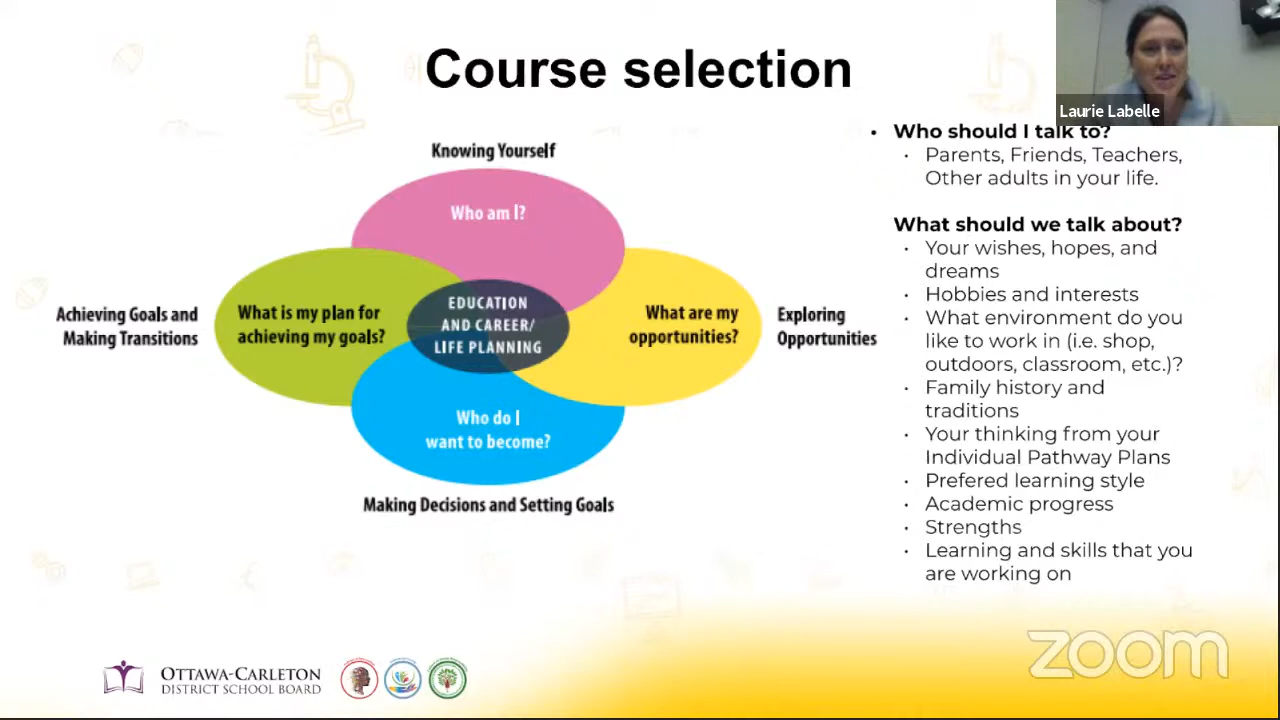 Course selection
Laurie Labelle
Knowing Yourself
Who am I?
Achieving Goals and
Making Transitions
What is my plan for
achieving my goals?
EDUCATION
AND CAREER/
LIFE PLANNING
What are my
opportunities?
Exploring
Opportunities
Who do I
want to become?
Making Decisions and Setting Goals
• Who should I talk to?
• Parents, Friends, Teachers,
Other adults in your life.
What should we talk about?
• Your wishes, hopes, and
dreams
• Hobbies and interests
• What environment do you
like to work in (i.e. shop,
outdoors, classroom, etc.)?
• Family history and
traditions
• Your thinking from your
Individual Pathway Plans
• Prefered learning style
• Academic progress
• Strengths
• Learning and skills that you
are working on
OTTAWA-CARLETON
DISTRICT SCHOOL BOARD
zoom